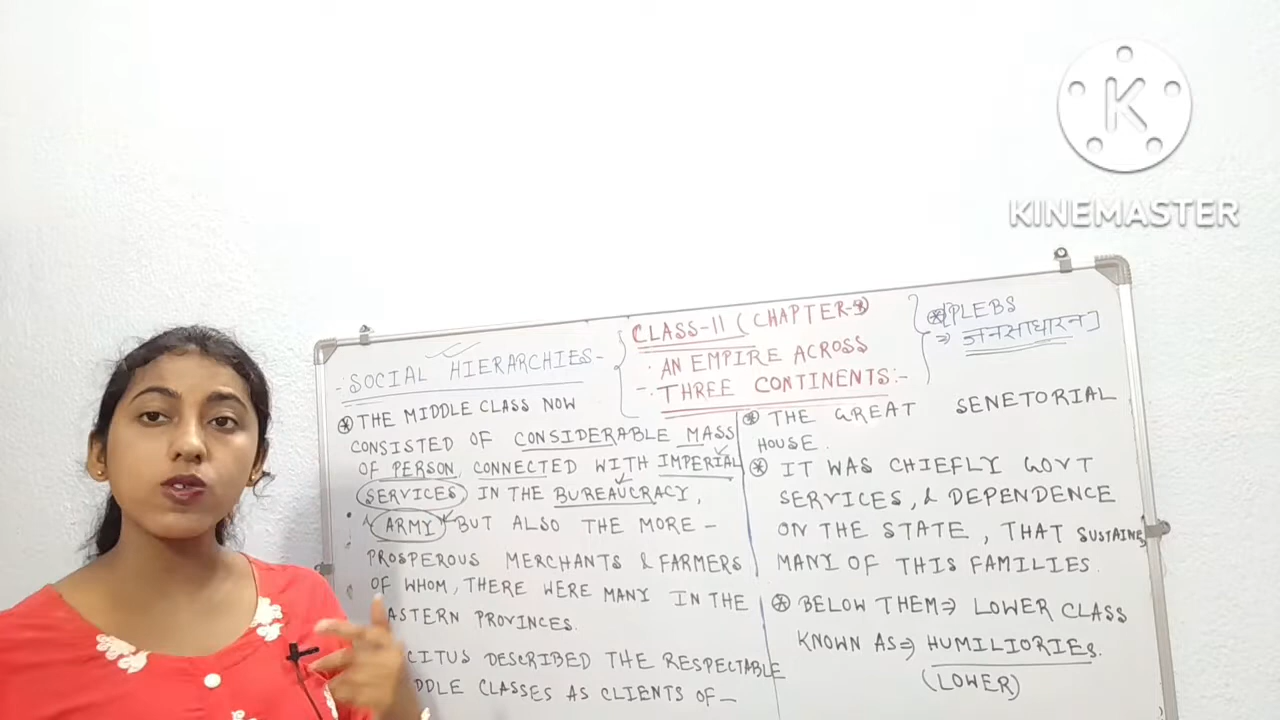 KINEMASTER
- SOCIAL HIERARCHIES -
CLASS-11 (CHAPTER-
· AN EMPIRE ACROSS
- THREE CONTINENTS:-
[PLEBS
⇒ जनसाधारन]
THE MIDDLE CLASS NOW
CONSISTED OF CONSIDERABLE MASS
OF PERSON, CONNECTED WITH IMPERIAL
SERVICES IN THE BUREAUCRACY,
& ARMY BUT ALSO THE MORE -
PROSPEROUS MERCHANTS & FARMERS
OF WHOM, THERE WERE MANY IN THE
ASTERN PROVINCES.
CITUS DESCRIBED THE RESPECTABLE
DDLE CLASSES AS CLIENTS OF -
THE GREAT SENETORIAL
HOUSE.
IT WAS CHIEFLY GOVT
SERVICES, & DEPENDENCE
ON THE STATE, THAT SUSTAINE
MANY OF THIS FAMILIES.
BELOW THEM ⇒ LOWER CLASS
KNOWN AS ⇒ HUMILIORIES.
(LOWER)